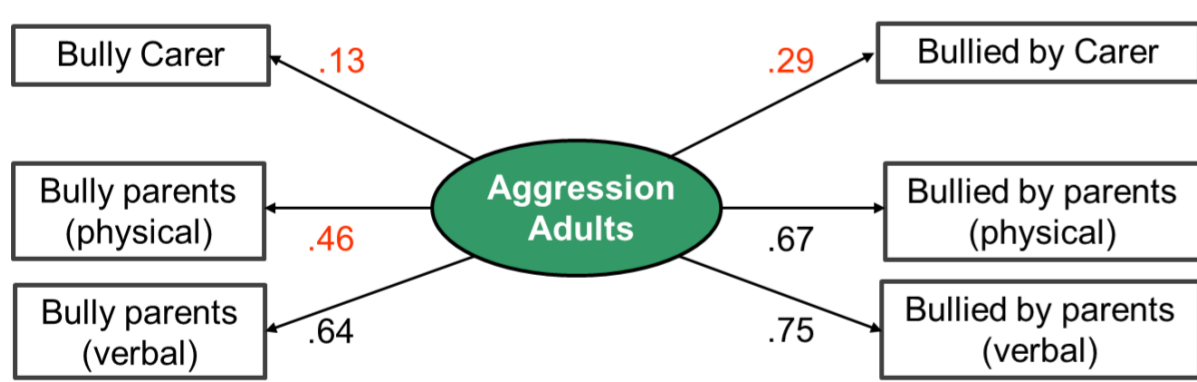 Bully Carer
.13
.29
Bullied by Carer
Bully parents
(physical)
.46
Aggression
Adults
.67
Bullied by parents
(physical)
Bully parents
(verbal)
.64
.75
Bullied by parents
(verbal)